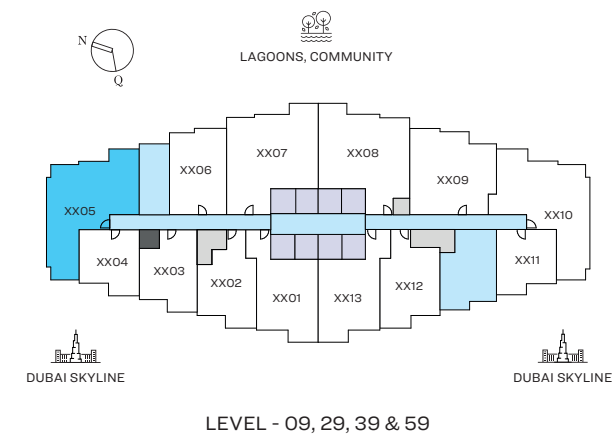 N
Q
LAGOONS, COMMUNITY
XX07
XX08
XX06
XX09
XX05
XX10
XX04
XX03
XX02
XX01
XX13
XX12
XX11
DUBAI SKYLINE
DUBAI SKYLINE
LEVEL - 09, 29, 39 & 59